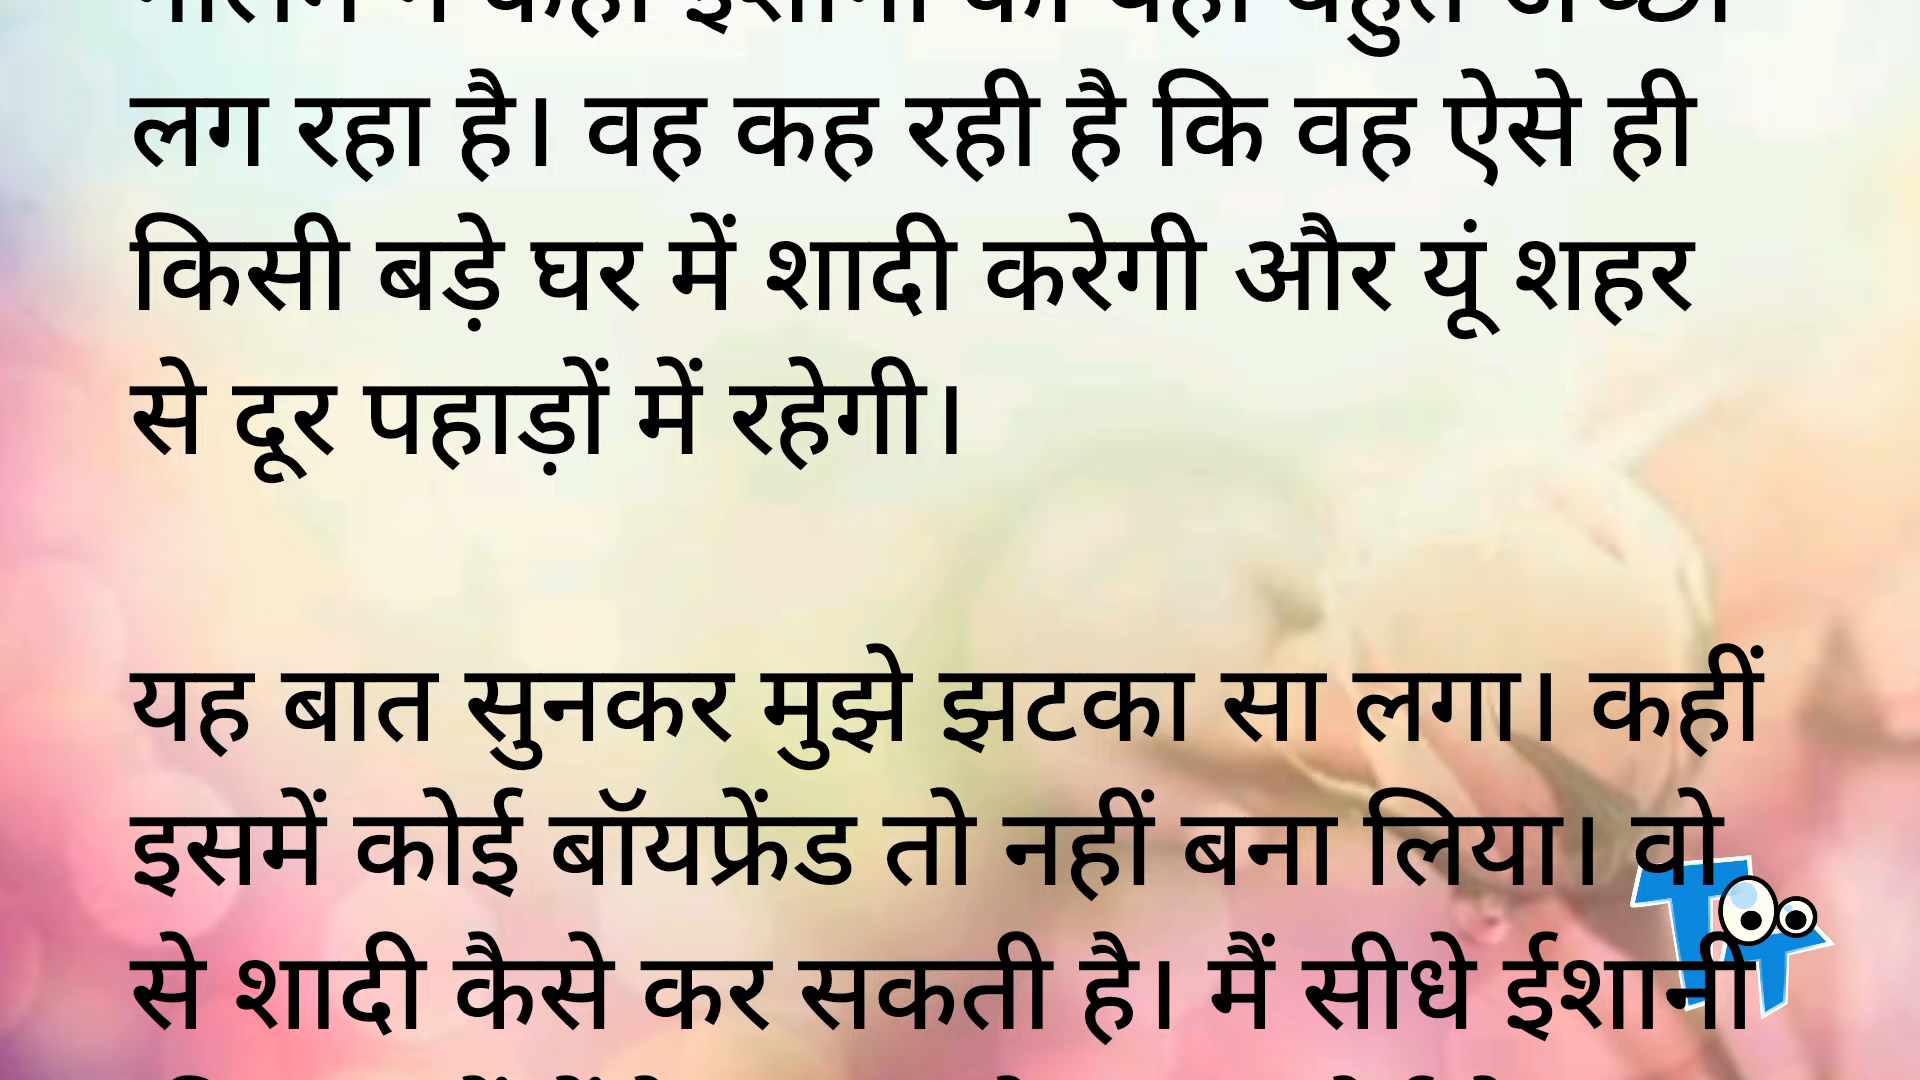 लग रहा है। वह कह रही है कि वह ऐसे ही
किसी बड़े घर में शादी करेगी और यूं शहर
से दूर पहाड़ों में रहेगी।
यह बात सुनकर मुझे झटका सा लगा। कहीं
इसमें कोई बॉयफ्रेंड तो नहीं बना लिया। वो
से शादी कैसे कर सकती है। मैं सीधे ईशानी